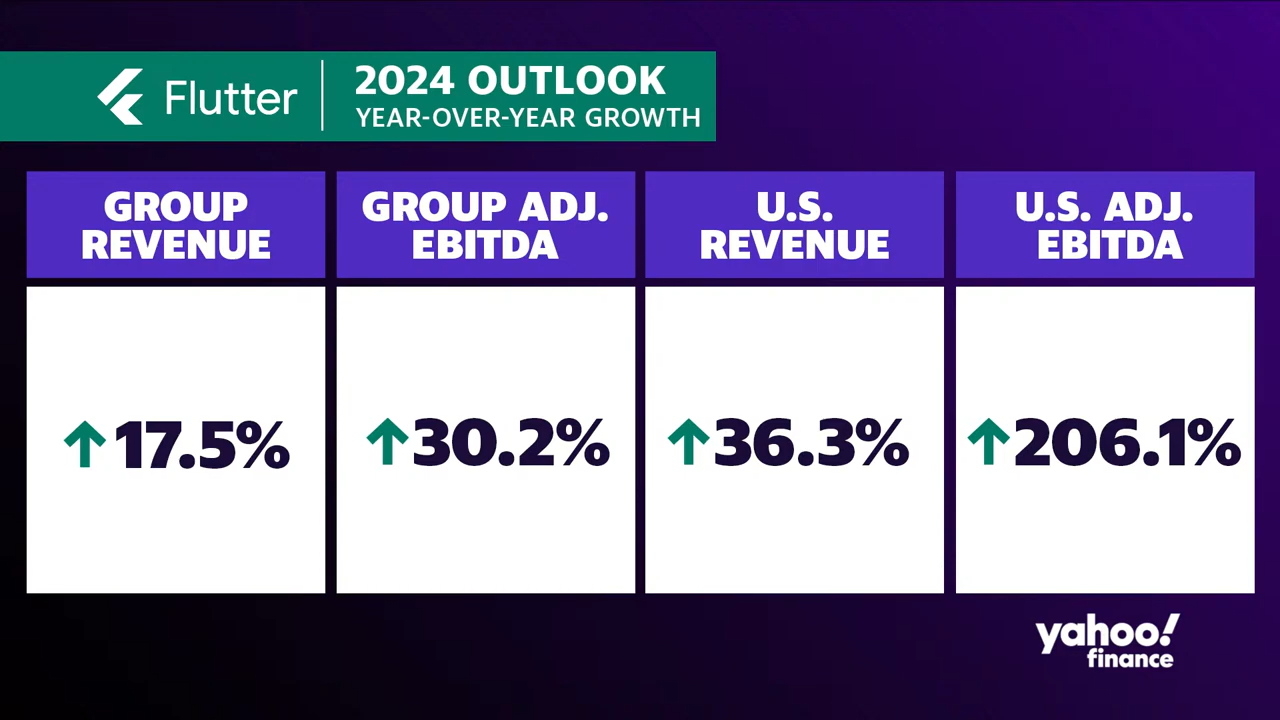 Flutter
2024 OUTLOOK
YEAR-OVER-YEAR GROWTH
GROUP
REVENUE
GROUP ADJ.
EBITDA
U.S.
REVENUE
U.S. ADJ.
EBITDA
↑17.5%
↑30.2%
↑36.3%
↑206.1%
yahoo!
finance